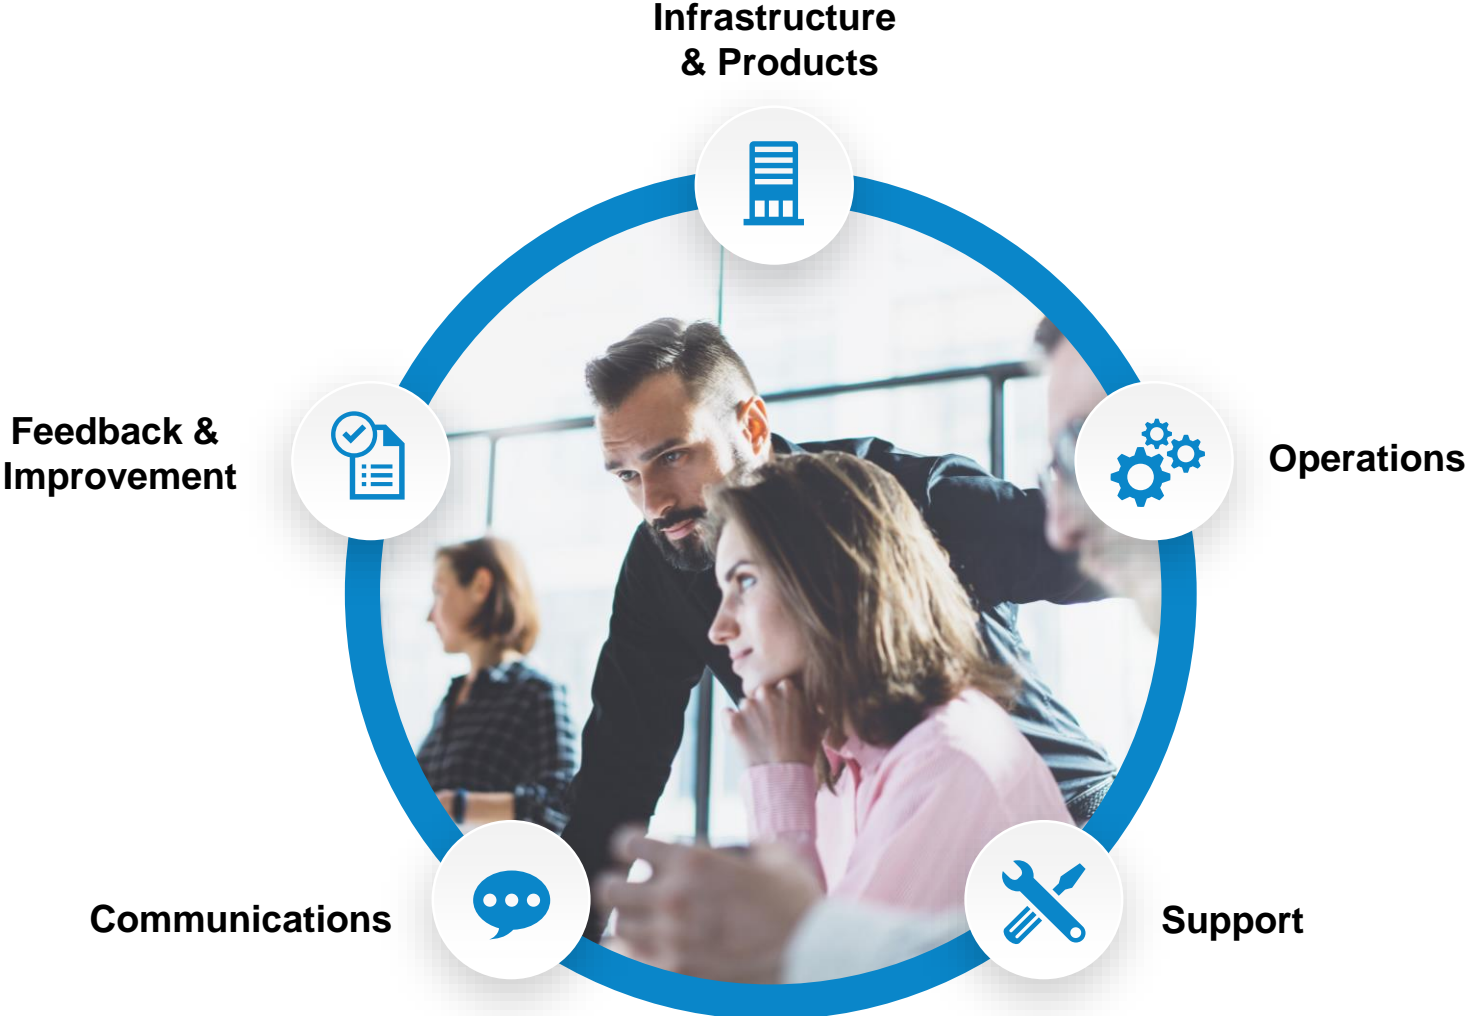 Infrastructure
& Products
Feedback &
Improvement
Operations
Communications
Support